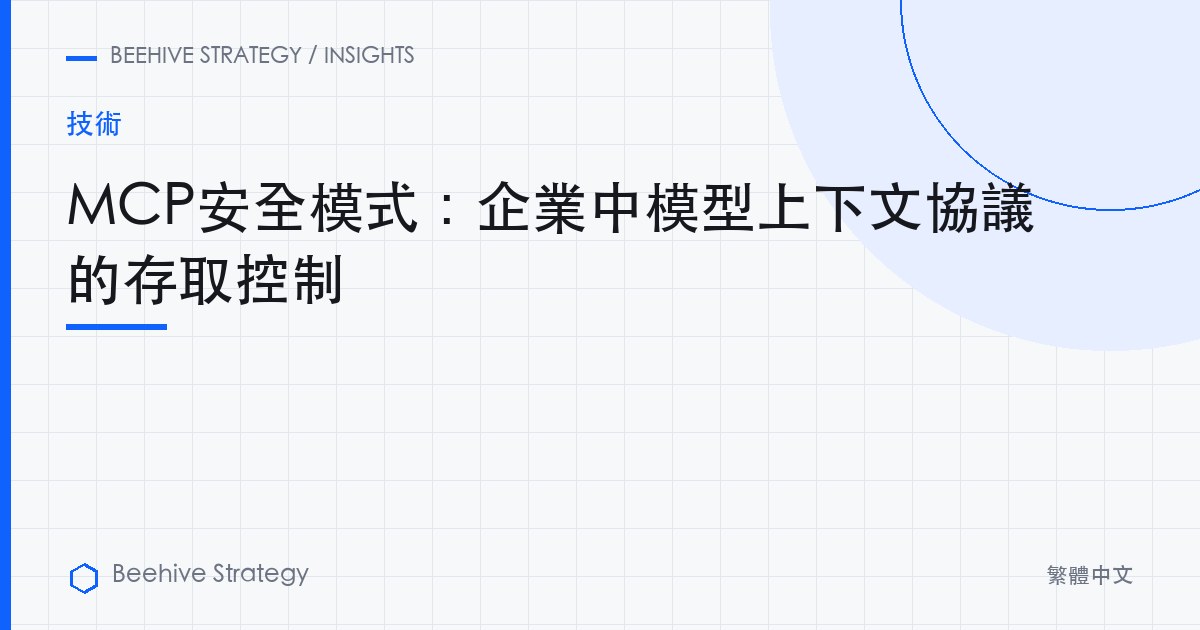 BEEHIVE STRATEGY / INSIGHTS
技術
MCP安全模式：企業中模型上下文協議
的存取控制
Beehive Strategy
繁體中文